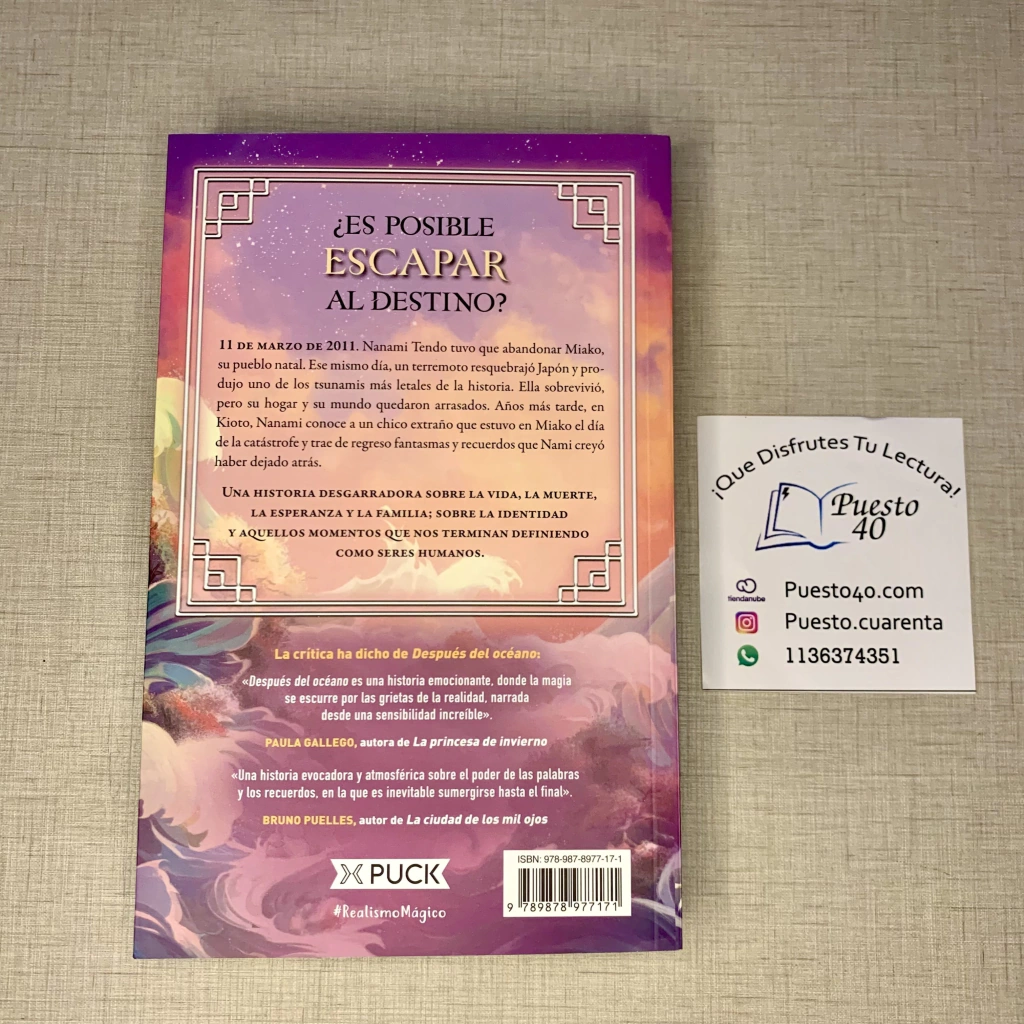 ¿ES POSIBLE
ESCAPAR
AL DESTINO?
11 DE MARZO DE 2011. Nanami Tendo tuvo que abandonar Miako,
su pueblo natal. Ese mismo día, un terremoto resquebrajó Japón y pro-
dujo uno de los tsunamis más letales de la historia. Ella sobrevivió,
pero su hogar y su mundo quedaron arrasados. Años más tarde, en
Kioto, Nanami conoce a un chico extraño que estuvo en Miako el día
de la catástrofe y trae de regreso fantasmas y recuerdos que Nami creyó
haber dejado atrás.
UNA HISTORIA DESGARRADORA SOBRE LA VIDA, LA MUERTE,
LA ESPERANZA Y LA FAMILIA; SOBRE LA IDENTIDAD
Y AQUELLOS MOMENTOS QUE NOS TERMINAN DEFINIENDO
COMO SERES HUMANOS.
La crítica ha dicho de Después del océano:
«Después del océano es una historia emocionante, donde la magia
se escurre por las grietas de la realidad, narrada
desde una sensibilidad increíble».
PAULA GALLEGO, autora de La princesa de invierno
«Una historia evocadora y atmosférica sobre el poder de las palabras
y los recuerdos, en la que es inevitable sumergirse hasta el final».
BRUNO PUELLES, autor de La ciudad de los mil ojos
PUCK
#RealismoMágico
ISBN: 978-987-8977-17-1
9 789878 977171
¡Que Disfrutes Tu Lectura!
Puesto
40
tiendanube
Puesto40.com
Puesto.cuarenta
1136374351